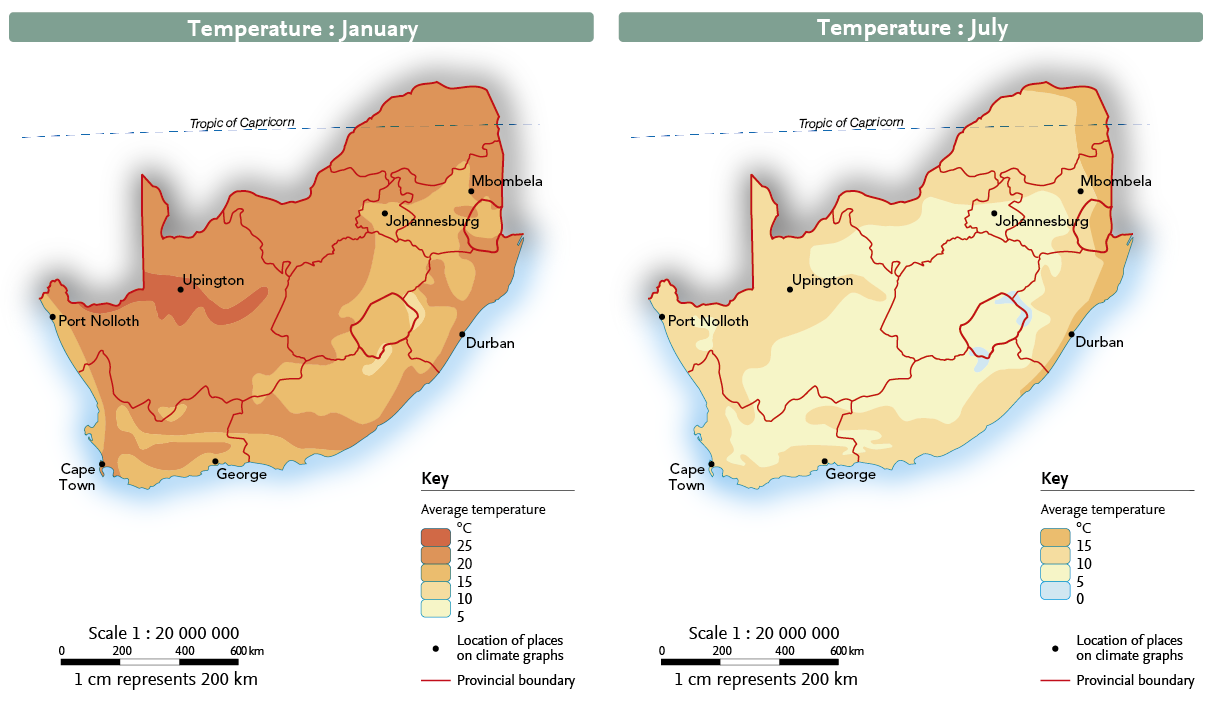 Temperature : January
Tropic of Capricorn
Mbombela
Johannesburg
Upington
Port Nolloth
Durban
Cape
Town
George
Key
Average temperature
°C
25
20
15
10
5
Location of places
on climate graphs
Provincial boundary
Scale 1 : 20 000 000
0 200 400 600 km
1 cm represents 200 km
Temperature : July
Tropic of Capricorn
Mbombela
Johannesburg
Upington
Port Nolloth
Durban
Cape
Town
George
Key
Average temperature
°C
15
10
5
0
Location of places
on climate graphs
Provincial boundary
Scale 1 : 20 000 000
0 200 400 600 km
1 cm represents 200 km